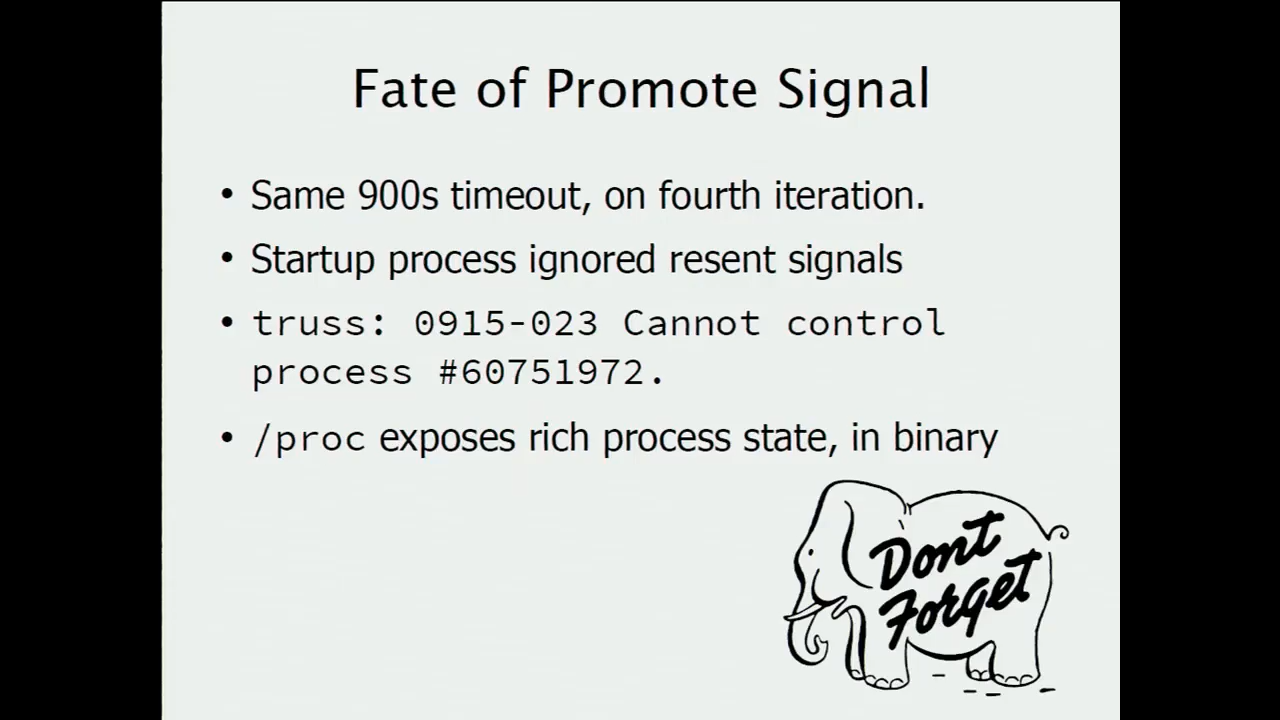 Fate of Promote Signal
• Same 900s timeout, on fourth iteration.
• Startup process ignored resent signals
• truss: 0915-023 Cannot control
process #60751972.
• /proc exposes rich process state, in binary
Dont
Forget